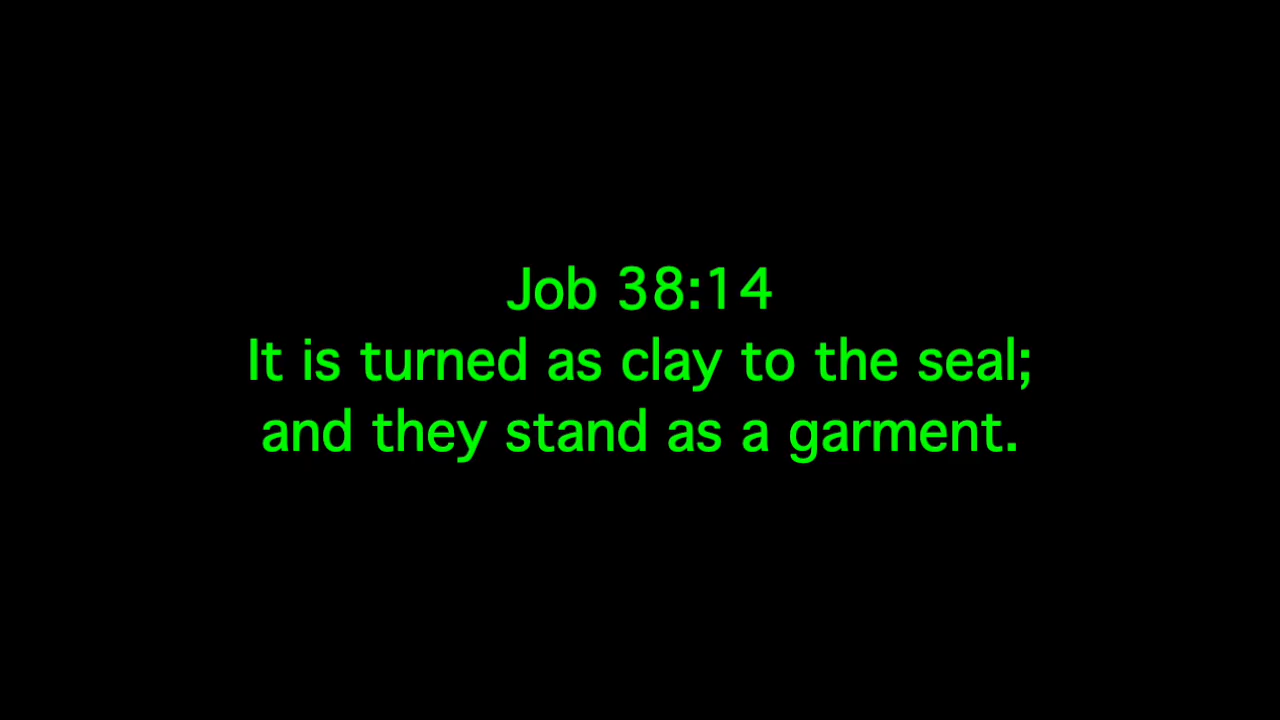 Job 38:14
It is turned as clay to the seal;
and they stand as a garment.